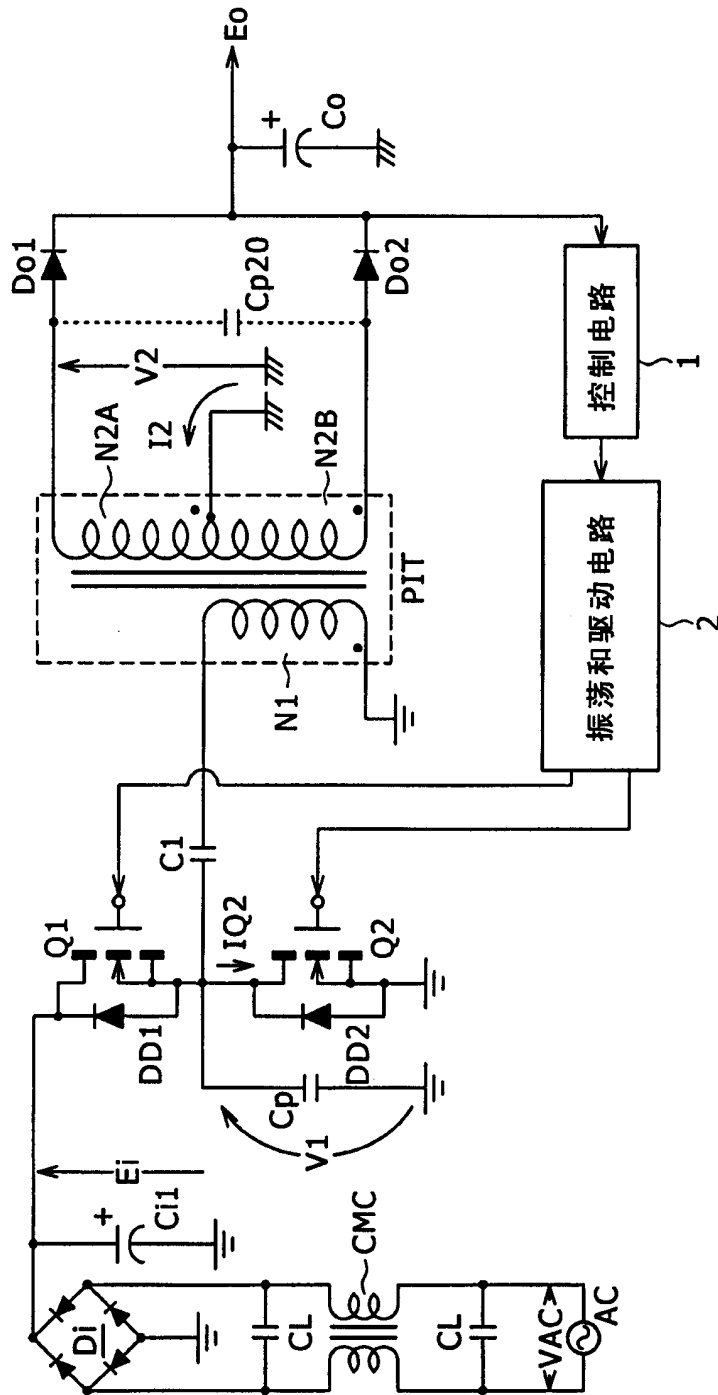 AC
VAC
CL
CMC
CL
Di
Ci1
+
Ei
V1
Cp
DD1
Q1
DD2
IQ2
Q2
C1
N1
PIT
N2A
N2B
I2
V2
Cp20
Do1
Do2
+
Co
Eo
控制电路
1
振荡和驱动电路
2